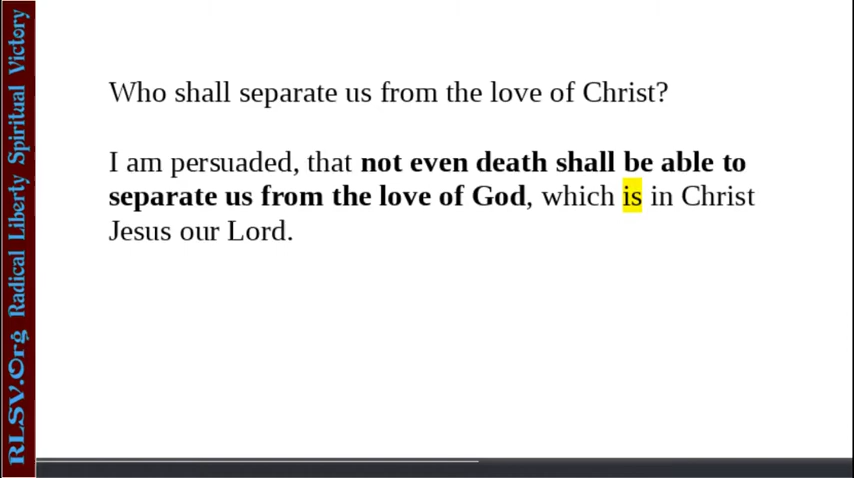 Who shall separate us from the love of Christ?
I am persuaded, that not even death shall be able to
separate us from the love of God, which is in Christ
Jesus our Lord.
RLSV.Org Radical Liberty Spiritual Victory